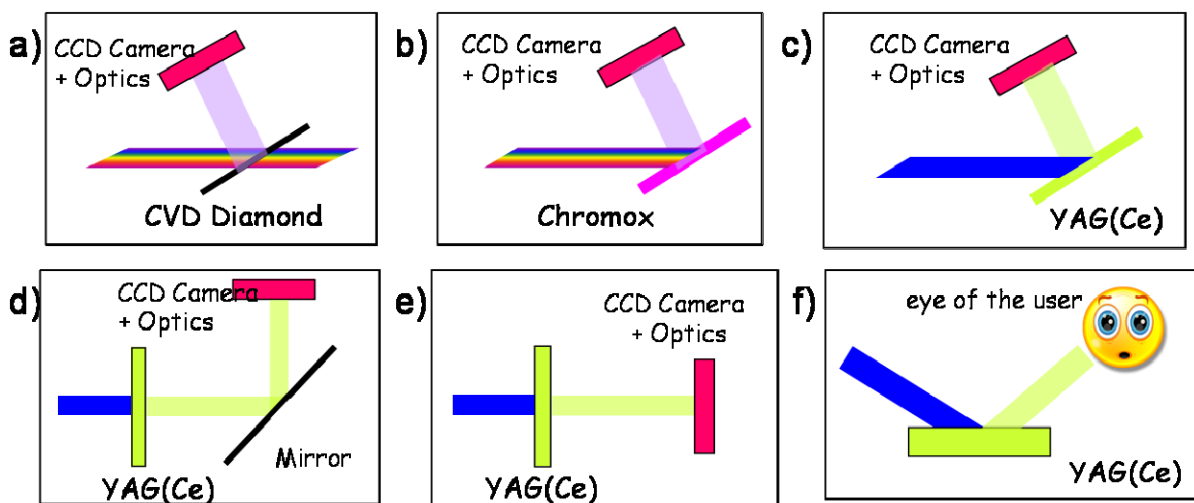 a)
CCD Camera
+ Optics
CVD Diamond
b)
CCD Camera
+ Optics
Chromox
c)
CCD Camera
+ Optics
YAG(Ce)
d)
CCD Camera
+ Optics
Mirror
YAG(Ce)
e)
CCD Camera
+ Optics
YAG(Ce)
f)
eye of the user
YAG(Ce)